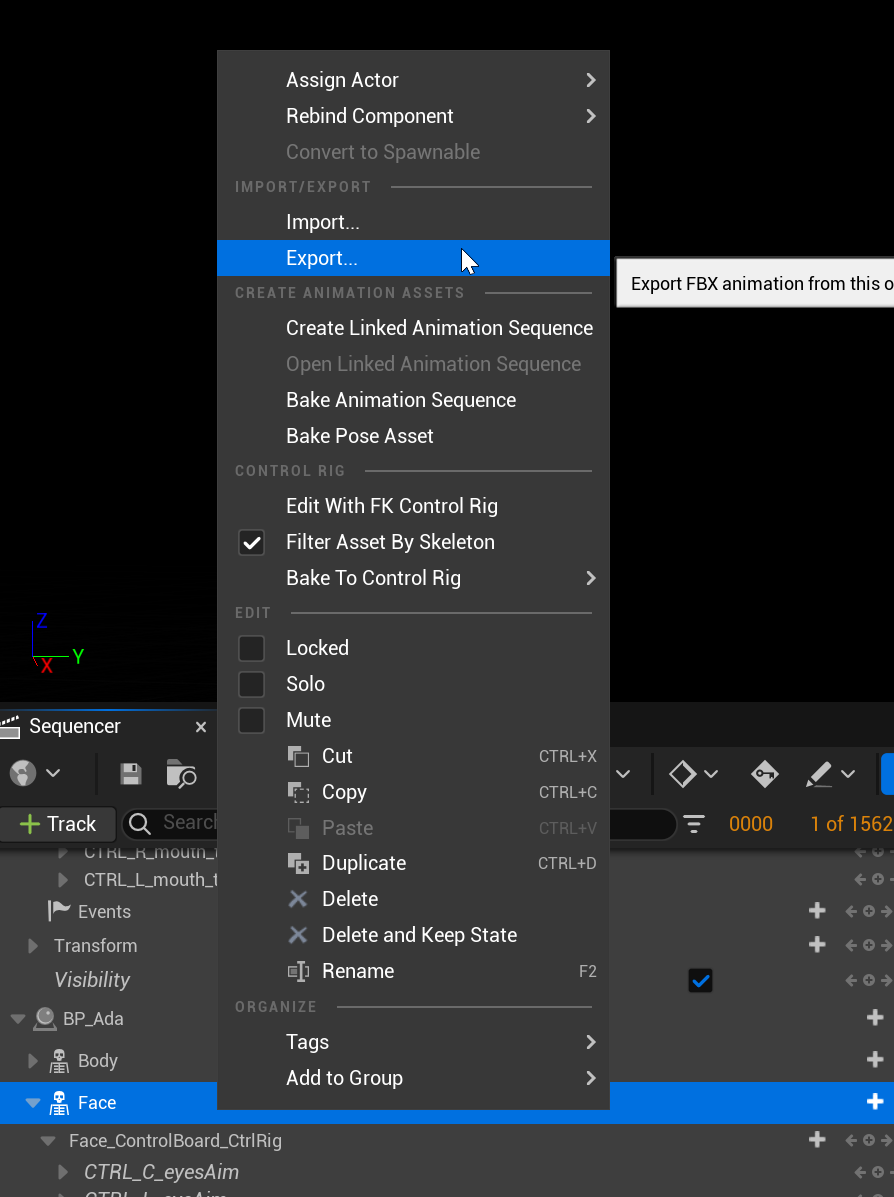 Assign Actor
Rebind Component
Convert to Spawnable
IMPORT/EXPORT
Import...
Export...
Export FBX animation from this o
CREATE ANIMATION ASSETS
Create Linked Animation Sequence
Open Linked Animation Sequence
Bake Animation Sequence
Bake Pose Asset
CONTROL RIG
Edit With FK Control Rig
Filter Asset By Skeleton
Bake To Control Rig
EDIT
Locked
Solo
Mute
Cut CTRL+X
Copy CTRL+C
Paste CTRL+V
Duplicate CTRL+D
Delete
Delete and Keep State
Rename F2
ORGANIZE
Tags
Add to Group
Z
Y
X
Sequencer
Track
Search
0000
1 of 1562
CTRL_R_mouth_t
CTRL_L_mouth_t
Events
Transform
Visibility
BP_Ada
Body
Face
Face_ControlBoard_CtrlRig
CTRL_C_eyesAim